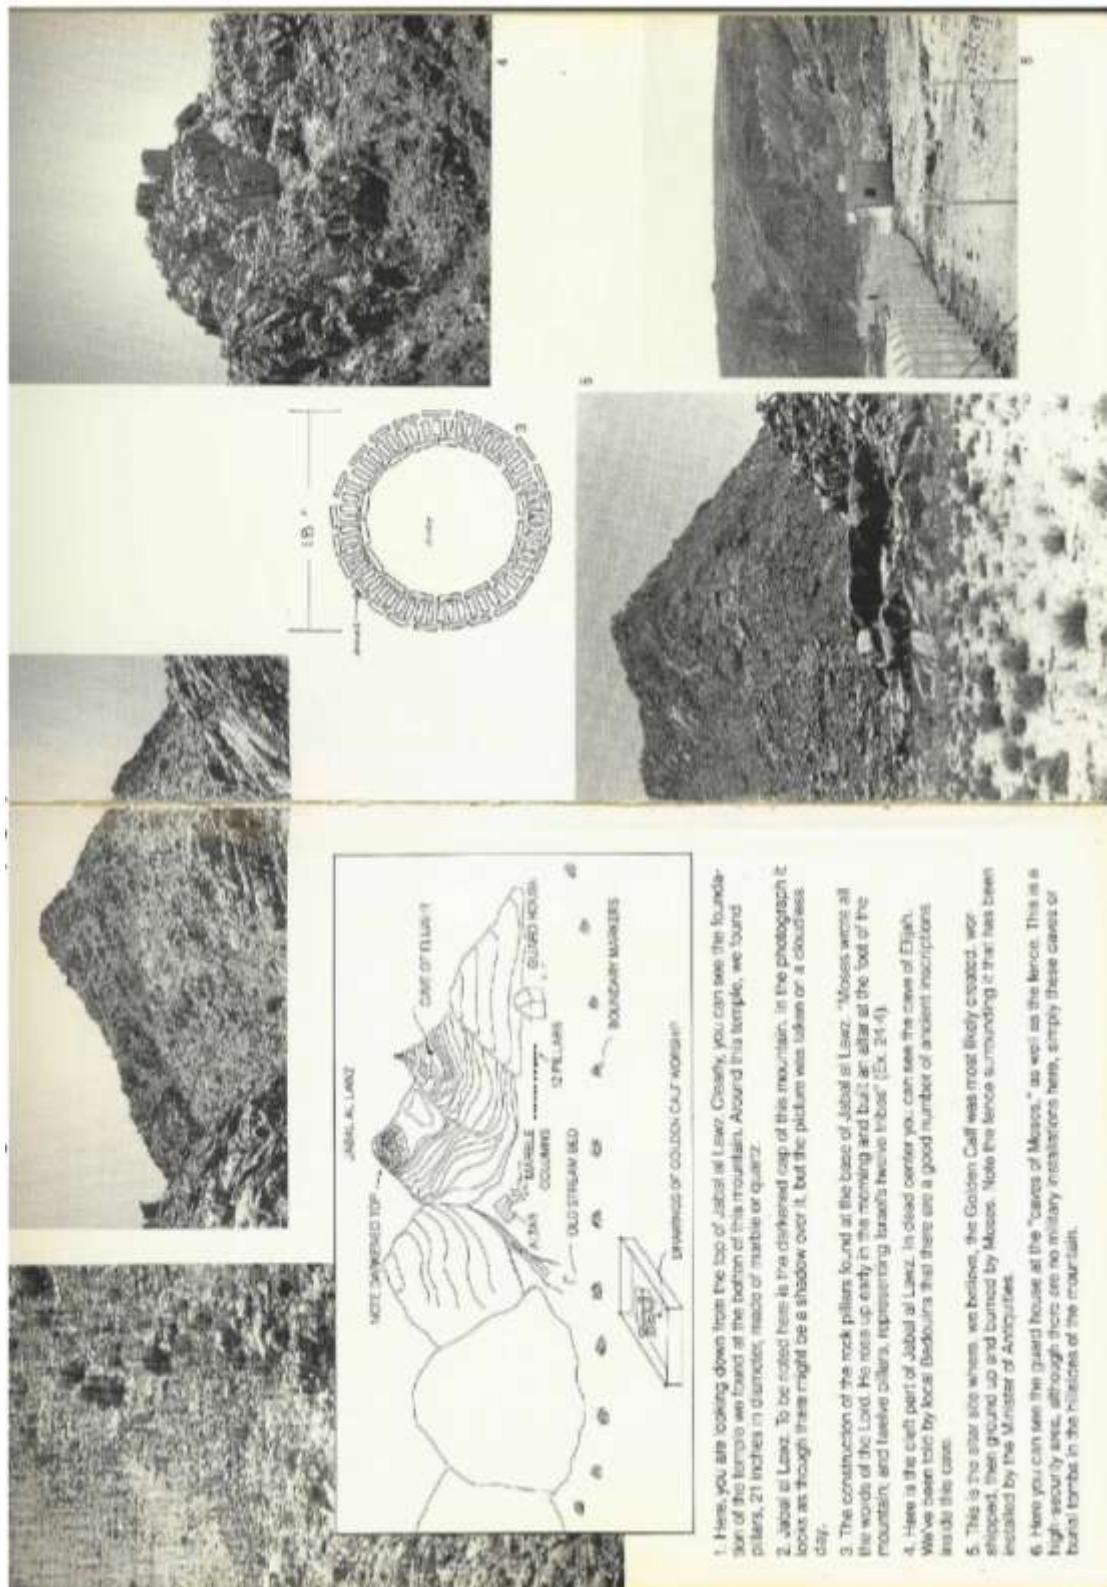 JABAL AL LAWZ
NOTE DARKENED TOP
CAVE OF ELIJAH?
ALTAR
MARBLE
COLUMNS
12 PILLARS
GUARD HOUSE
OLD STREAM BED
BOUNDARY MARKERS
DRAWINGS OF GOLDEN CALF WORSHIP
1. Here, you are looking down from the top of Jabal al Lawz. Clearly, you can see the founda-
tion of the temple we found at the bottom of this mountain. Around this temple, we found
pillars, 21 inches in diameter, made of marble or quartz.
2. Jabal al Lawz. To be noted here is the darkened cap of this mountain. In the photograph it
looks as though there might be a shadow over it, but the picture was taken on a cloudless
day.
3. The construction of the rock pillars found at the base of Jabal al Lawz. "Moses wrote all
the words of the Lord. He rose up early in the morning and built an altar at the foot of the
mountain, and twelve pillars, representing Israel's twelve tribes" (Ex. 24:4).
4. Here is the cleft part of Jabal al Lawz. In dead center you can see the cave of Elijah.
We've been told by local Bedouins that there are a good number of ancient inscriptions
inside this cave.
5. This is the altar site where, we believe, the Golden Calf was most likely created, wor-
shipped, then ground up and burned by Moses. Note the fence surrounding it that has been
installed by the Minister of Antiquities.
6. Here you can see the guard house at the "caves of Moses," as well as the fence. This is a
high-security area, although there are no military installations here, simply these caves or
burial tombs in the hillsides of the mountain.
18'
3
4
5
6